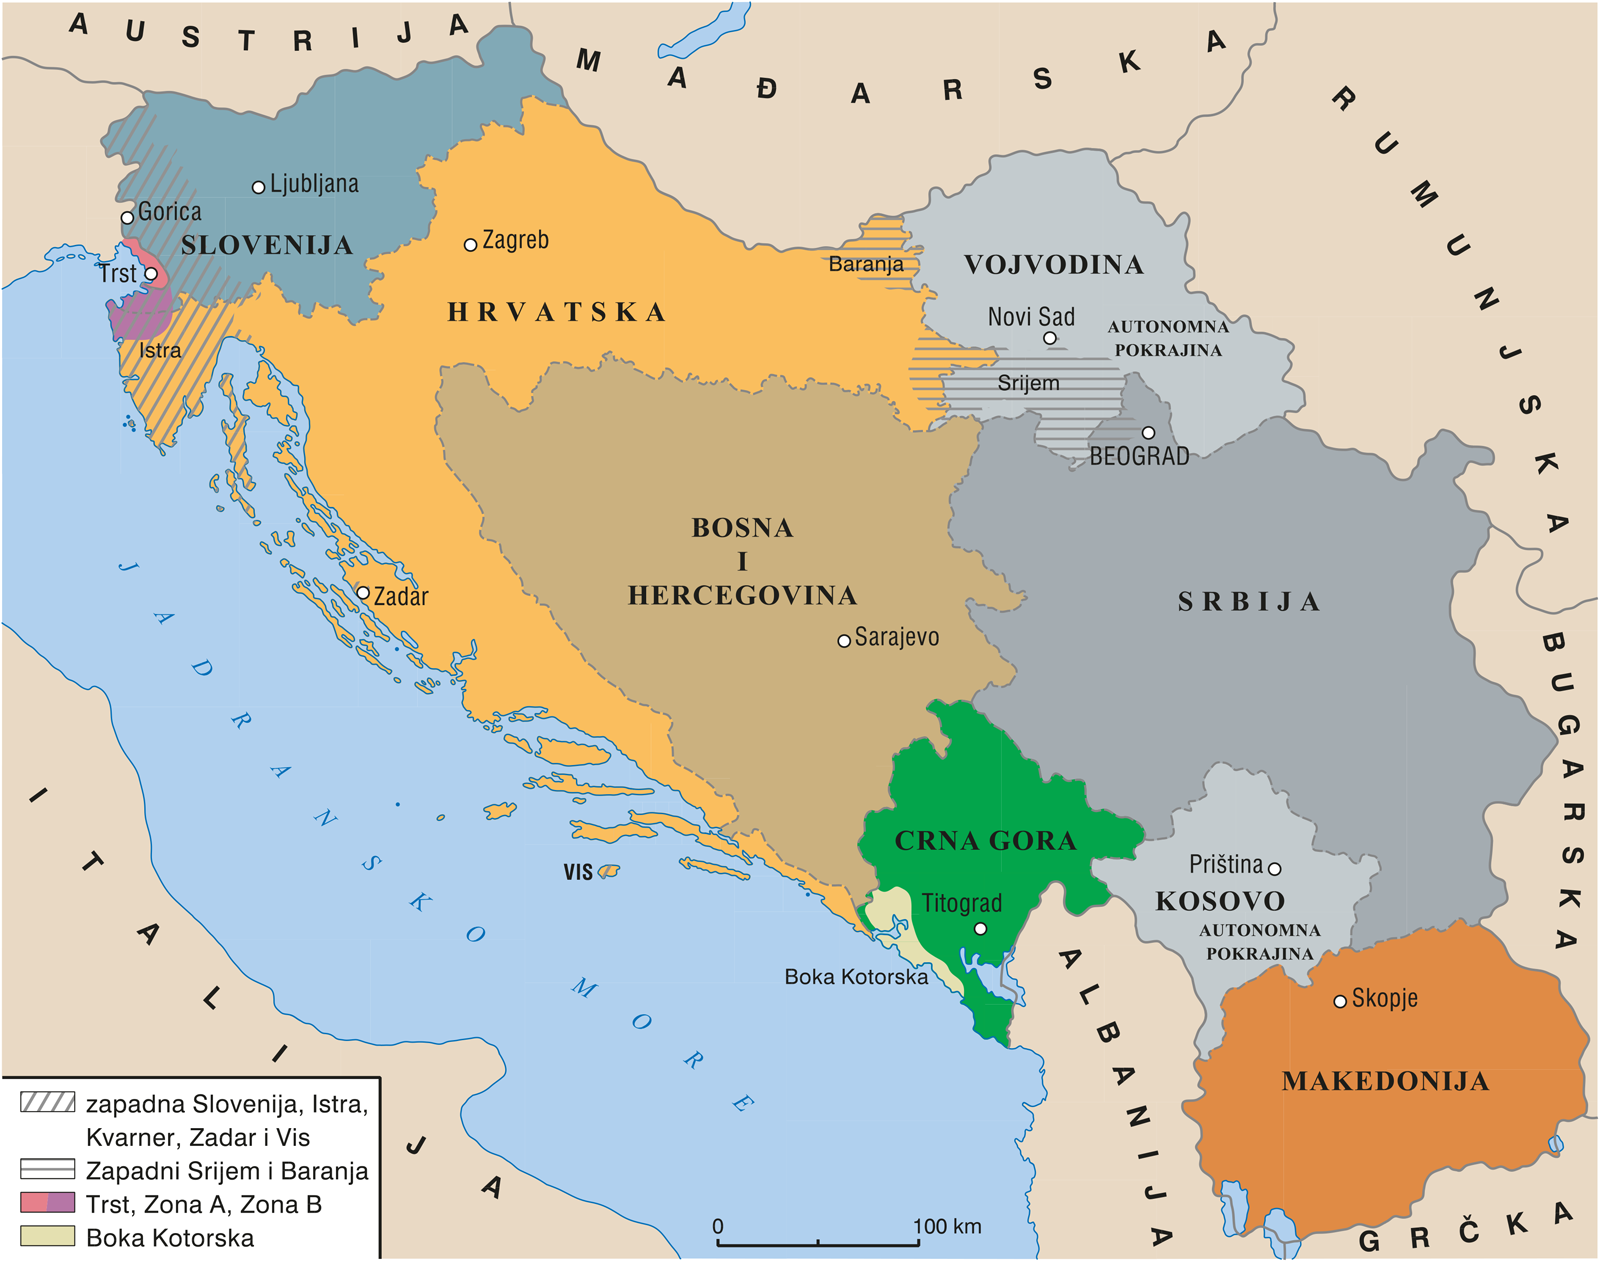 AUSTRIJA
MAĐARSKA
RUMUNJSKA
Ljubljana
Gorica
SLOVENIJA
Zagreb
Trst
Baranja
VOJVODINA
HRVATSKA
Novi Sad
AUTONOMNA
POKRAJINA
Istra
Srijem
BEOGRAD
BOSNA
I
HERCEGOVINA
SRBIJA
Zadar
Sarajevo
BUGARSKA
JADRANSKO MORE
ITALIJA
CRNA GORA
VIS
Priština
KOSOVO
AUTONOMNA
POKRAJINA
Titograd
Boka Kotorska
ALBANIJA
Skopje
MAKEDONIJA
GRČKA
zapadna Slovenija, Istra,
Kvarner, Zadar i Vis
Zapadni Srijem i Baranja
Trst, Zona A, Zona B
Boka Kotorska
0 100 km